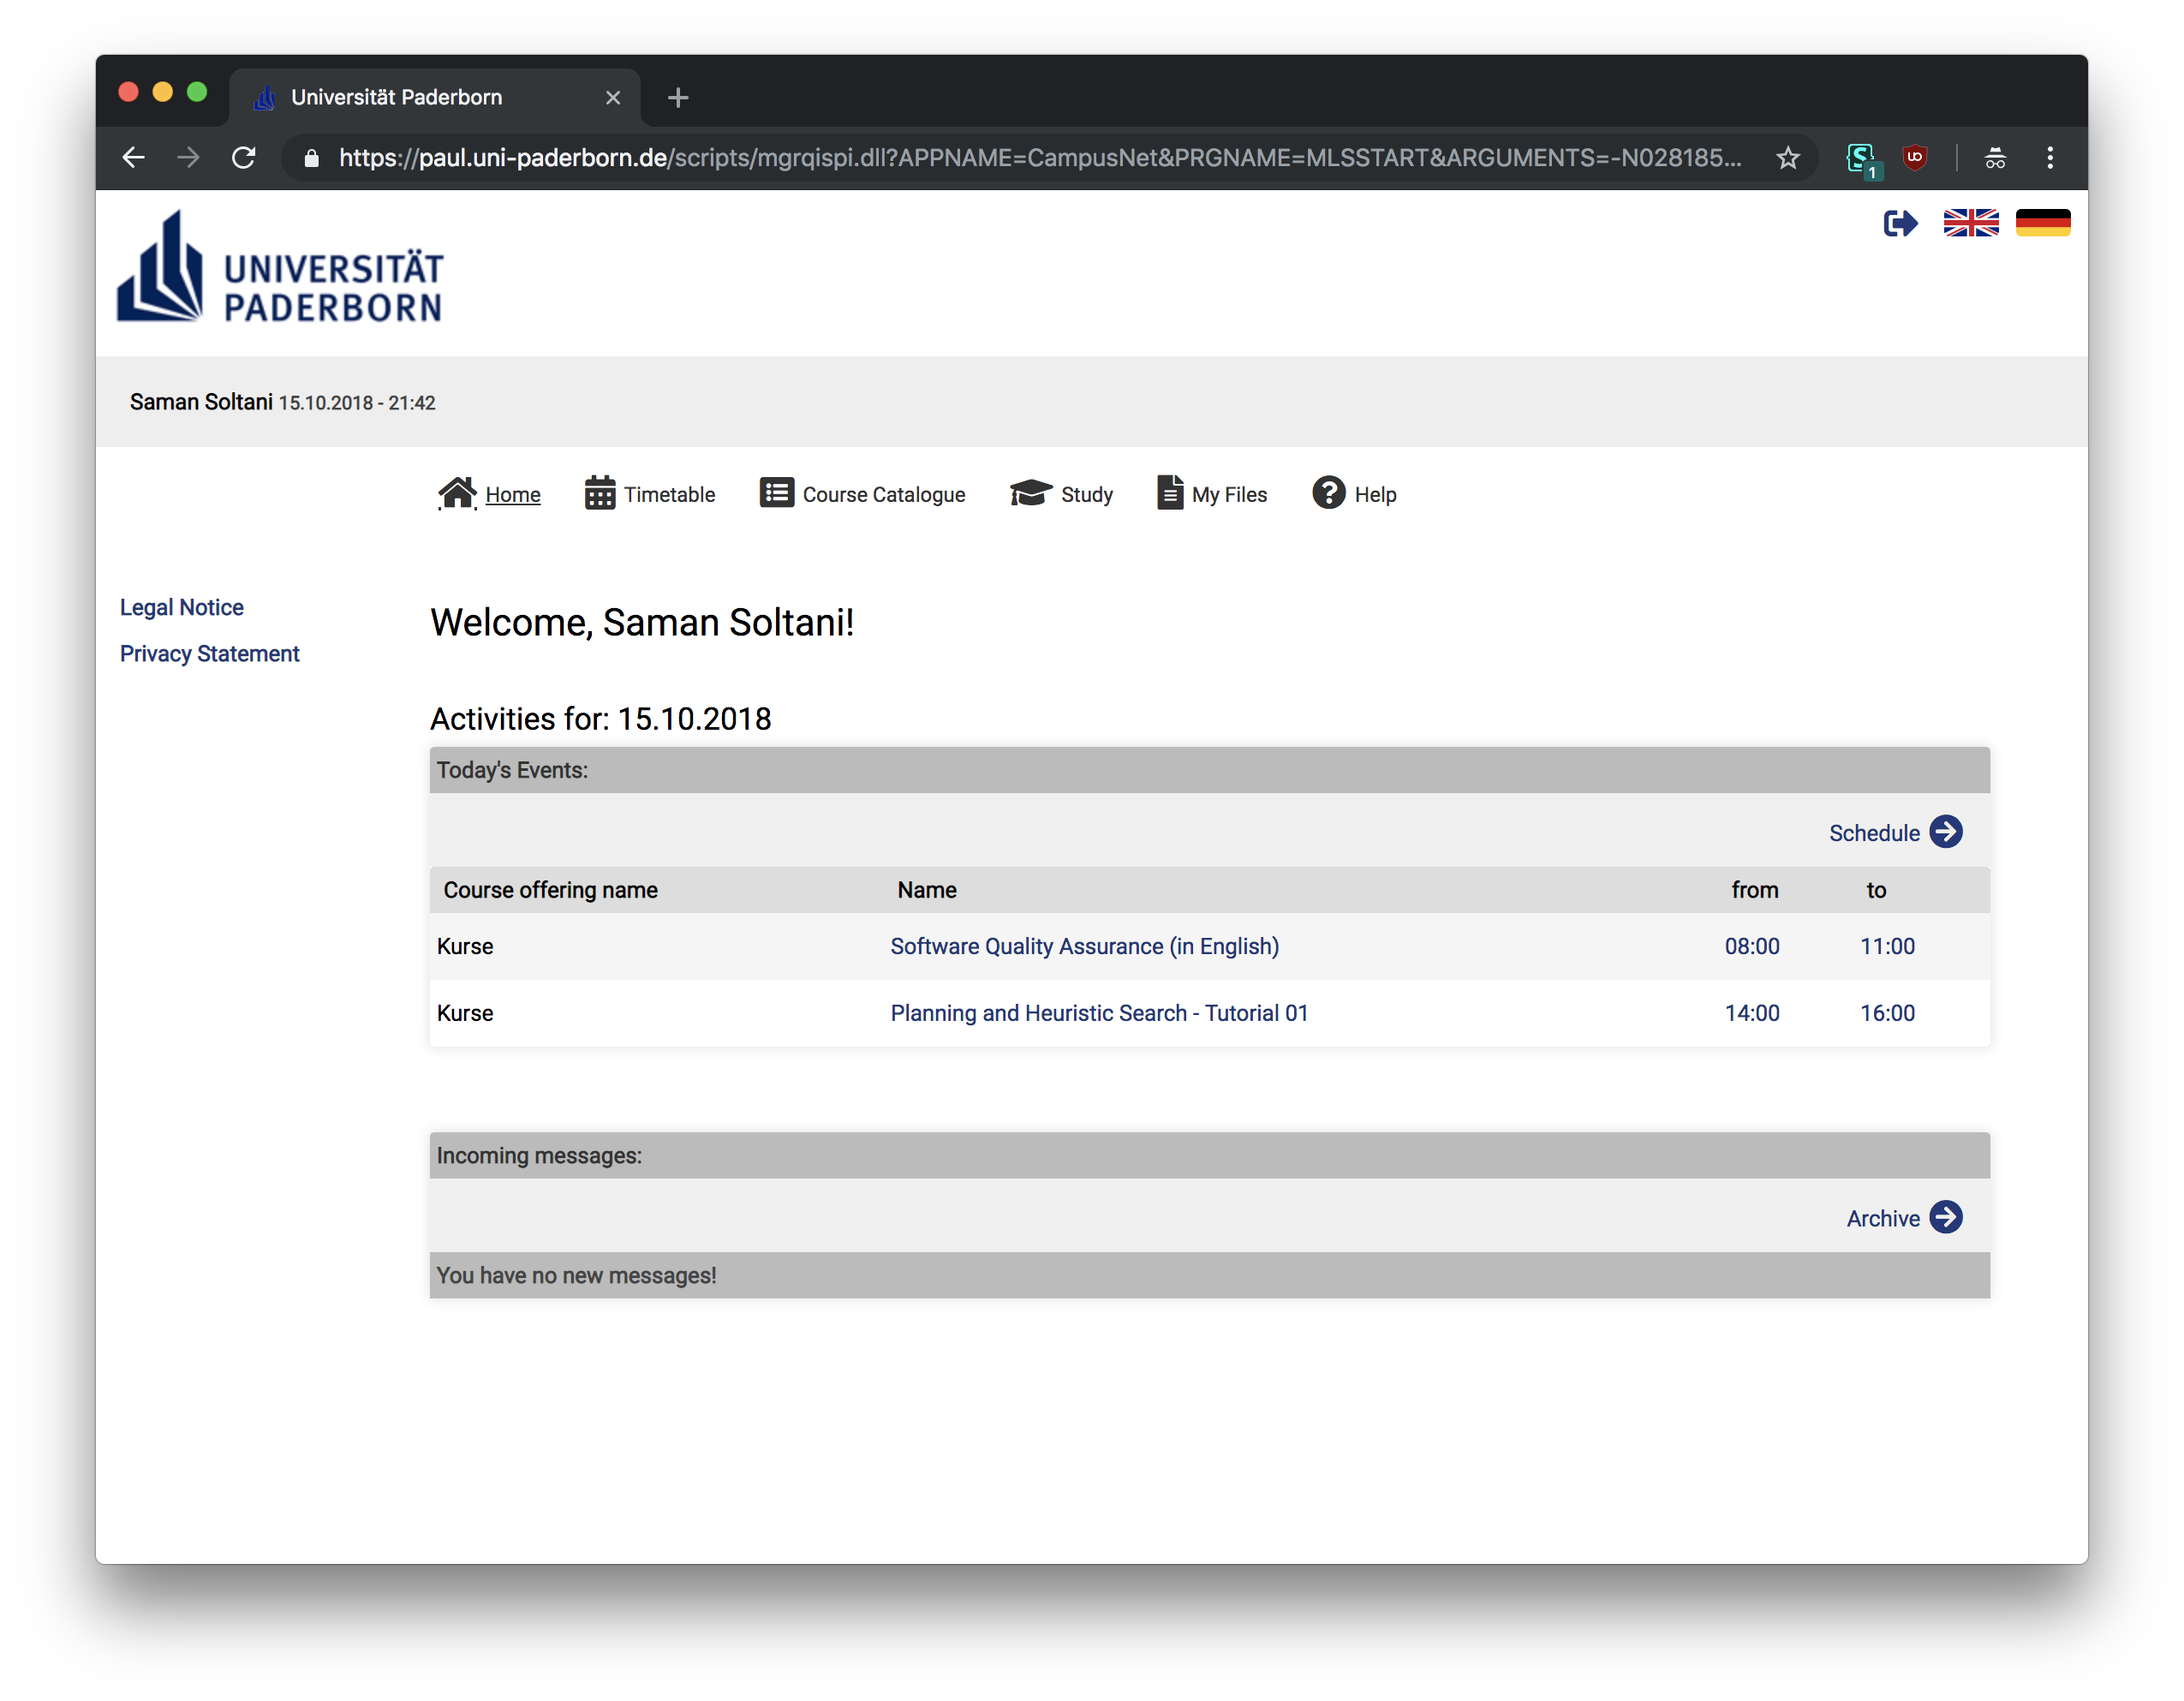 Universität Paderborn
https://paul.uni-paderborn.de/scripts/mgrqispi.dll?APPNAME=CampusNet&PRGNAME=MLSSTART&ARGUMENTS=-N028185...
1
UNIVERSITÄT
PADERBORN
Saman Soltani 15.10.2018 - 21:42
Home Timetable Course Catalogue Study My Files Help
Legal Notice
Privacy Statement
Welcome, Saman Soltani!
Activities for: 15.10.2018
Today's Events:
Schedule
Course offering name Name from to
Kurse Software Quality Assurance (in English) 08:00 11:00
Kurse Planning and Heuristic Search - Tutorial 01 14:00 16:00
Incoming messages:
Archive
You have no new messages!